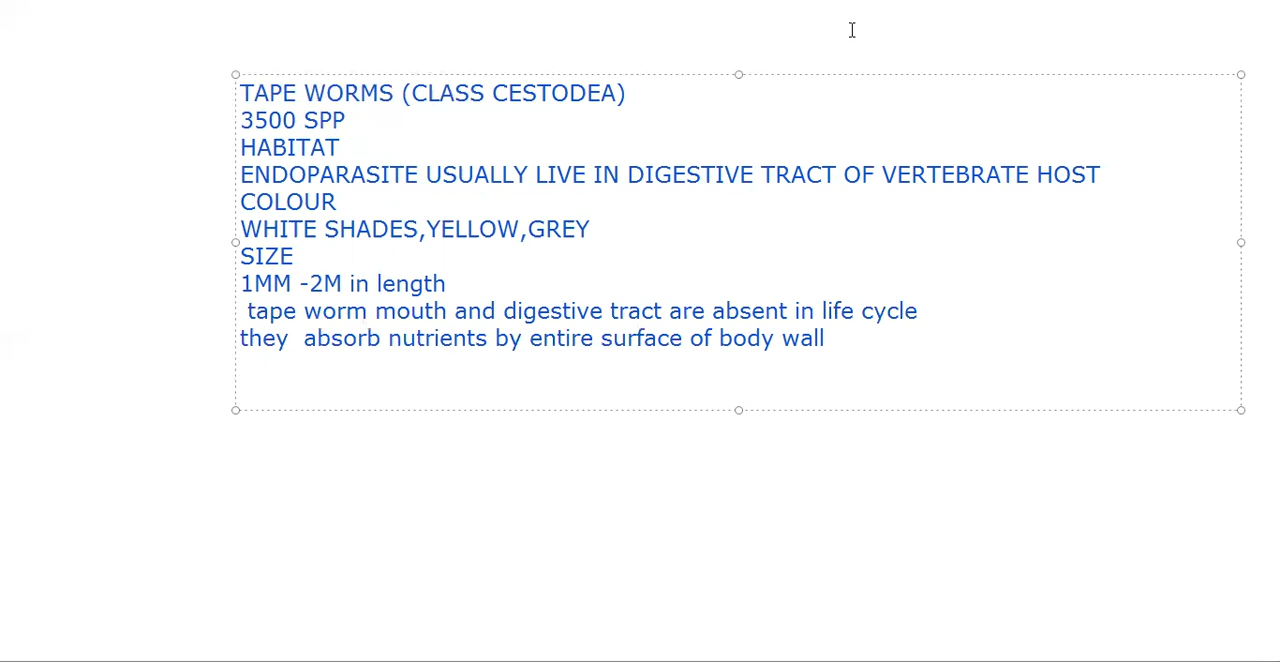 TAPE WORMS (CLASS CESTODEA)
3500 SPP
HABITAT
ENDOPARASITE USUALLY LIVE IN DIGESTIVE TRACT OF VERTEBRATE HOST
COLOUR
WHITE SHADES,YELLOW,GREY
SIZE
1MM -2M in length
tape worm mouth and digestive tract are absent in life cycle
they  absorb nutrients by entire surface of body wall